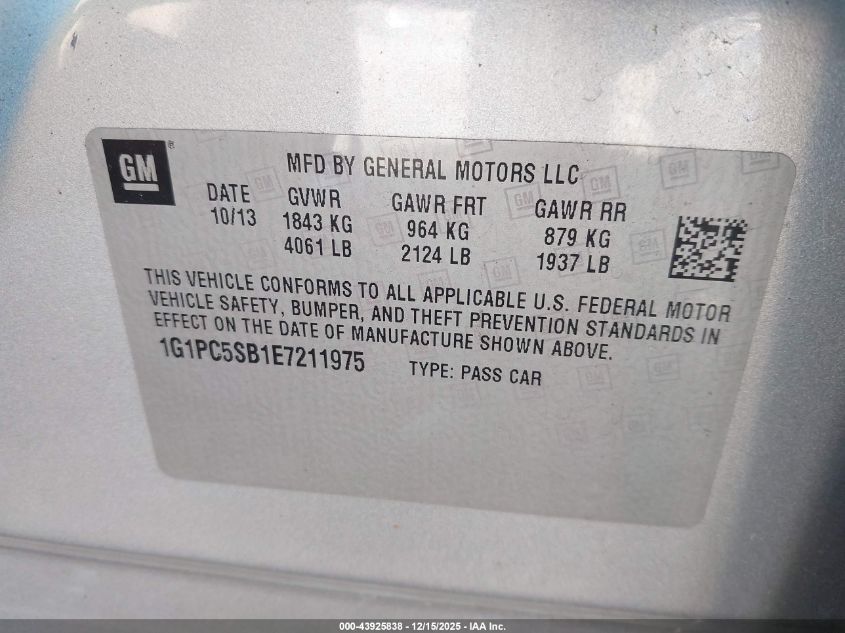 GM®
MFD BY GENERAL MOTORS LLC
DATE GVWR GAWR FRT GAWR RR
10/13 1843 KG 964 KG 879 KG
4061 LB 2124 LB 1937 LB
THIS VEHICLE CONFORMS TO ALL APPLICABLE U.S. FEDERAL MOTOR
VEHICLE SAFETY, BUMPER, AND THEFT PREVENTION STANDARDS IN
EFFECT ON THE DATE OF MANUFACTURE SHOWN ABOVE.
1G1PC5SB1E7211975 TYPE: PASS CAR
000-43925838 - 12/15/2025 - IAA Inc.